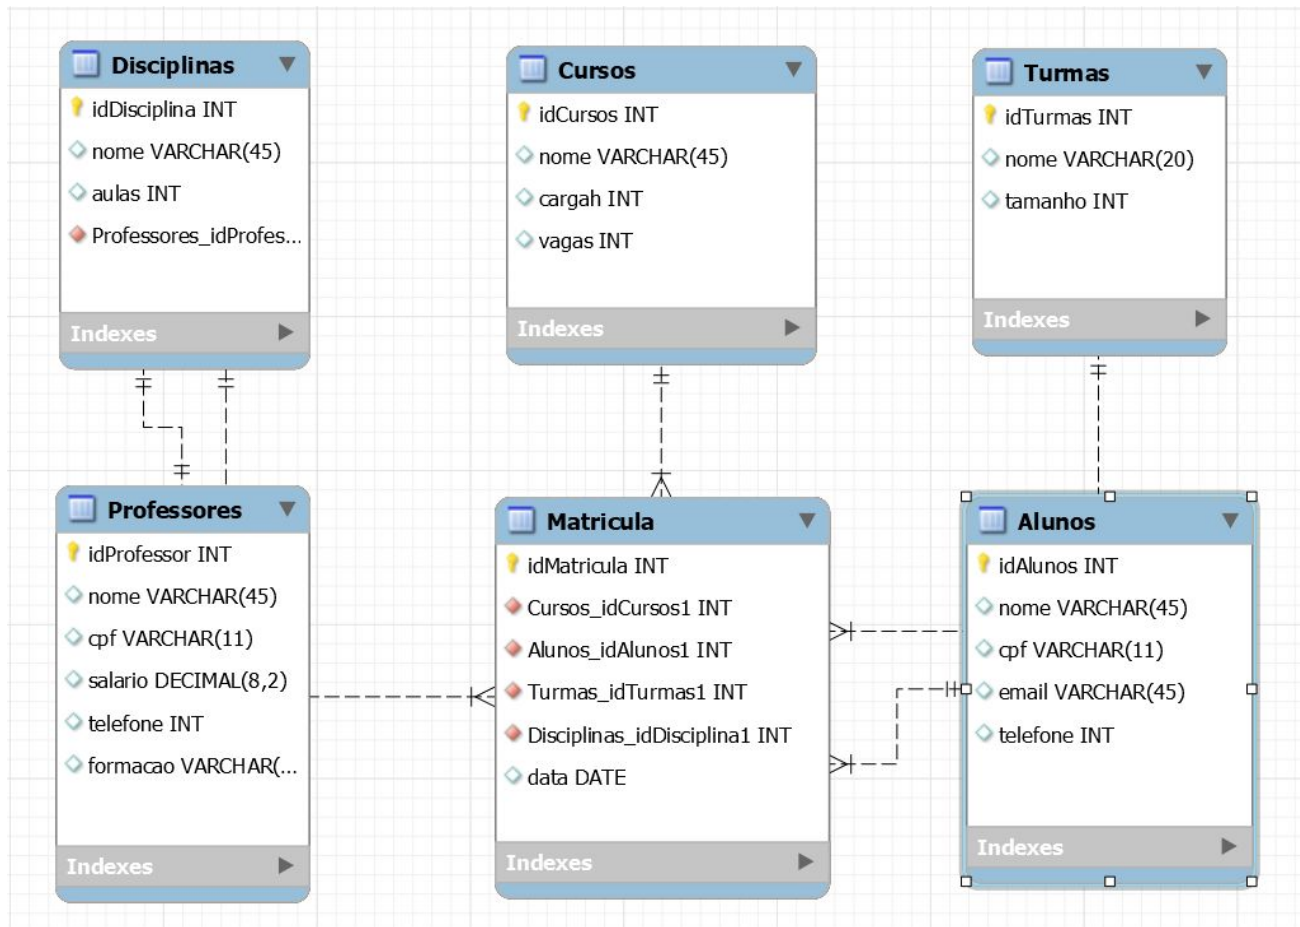 Disciplinas
idDisciplina INT
nome VARCHAR(45)
aulas INT
Professores_idProfes...
Indexes
Cursos
idCursos INT
nome VARCHAR(45)
cargah INT
vagas INT
Indexes
Turmas
idTurmas INT
nome VARCHAR(20)
tamanho INT
Indexes
Professores
idProfessor INT
nome VARCHAR(45)
cpf VARCHAR(11)
salario DECIMAL(8,2)
telefone INT
formacao VARCHAR(...
Indexes
Matricula
idMatricula INT
Cursos_idCursos1 INT
Alunos_idAlunos1 INT
Turmas_idTurmas1 INT
Disciplinas_idDisciplina1 INT
data DATE
Indexes
Alunos
idAlunos INT
nome VARCHAR(45)
cpf VARCHAR(11)
email VARCHAR(45)
telefone INT
Indexes